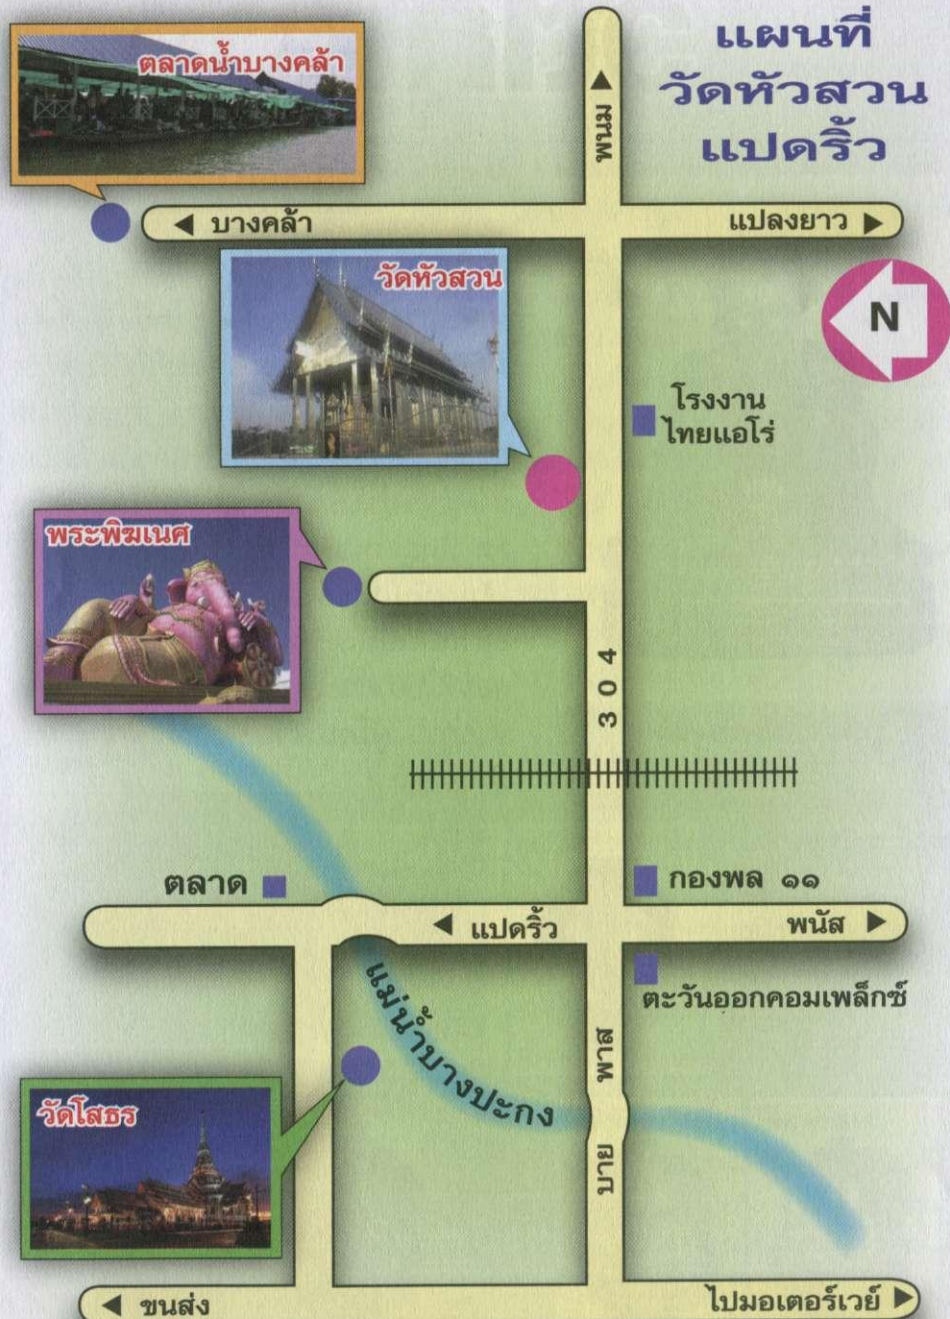 แผนที่
วัดหัวสวน
แปดริ้ว
ตลาดน้ำบางคล้า
พนม ▶
◀ บางคล้า
แปลงยาว ▶
วัดหัวสวน
N
โรงงาน
ไทยแอโร่
พระพิฆเนศ
3 0 4
ตลาด
กองพล ๑๑
◀ แปดริ้ว
พนัส ▶
ตะวันออกคอมเพล็กซ์
แม่น้ำบางปะกง
บาย พาส
วัดโสธร
◀ ขนส่ง
ไปมอเตอร์เวย์ ▶